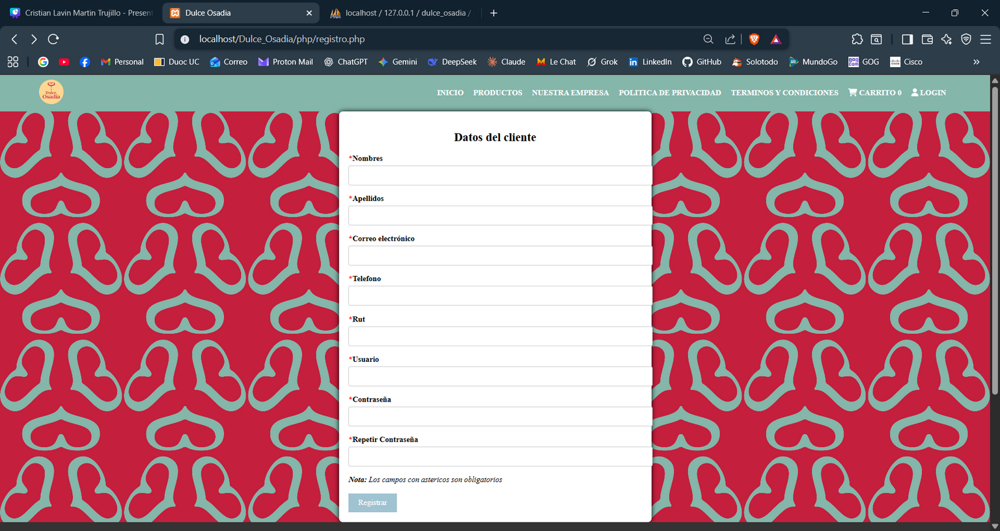 Cristian Lavin Martin Trujillo - Present
Dulce Osadia
localhost / 127.0.0.1 / dulce_osadia /
localhost/Dulce_Osadia/php/registro.php
Personal
Duoc UC
Correo
Proton Mail
ChatGPT
Gemini
DeepSeek
Claude
Le Chat
Grok
LinkedIn
GitHub
Solotodo
MundoGo
GOG
Cisco
Dulce
Osadia
INICIO
PRODUCTOS
NUESTRA EMPRESA
POLITICA DE PRIVACIDAD
TERMINOS Y CONDICIONES
CARRITO 0
LOGIN
Datos del cliente
*Nombres
*Apellidos
*Correo electrónico
*Telefono
*Rut
*Usuario
*Contraseña
*Repetir Contraseña
Nota: Los campos con astericos son obligatorios
Registrar